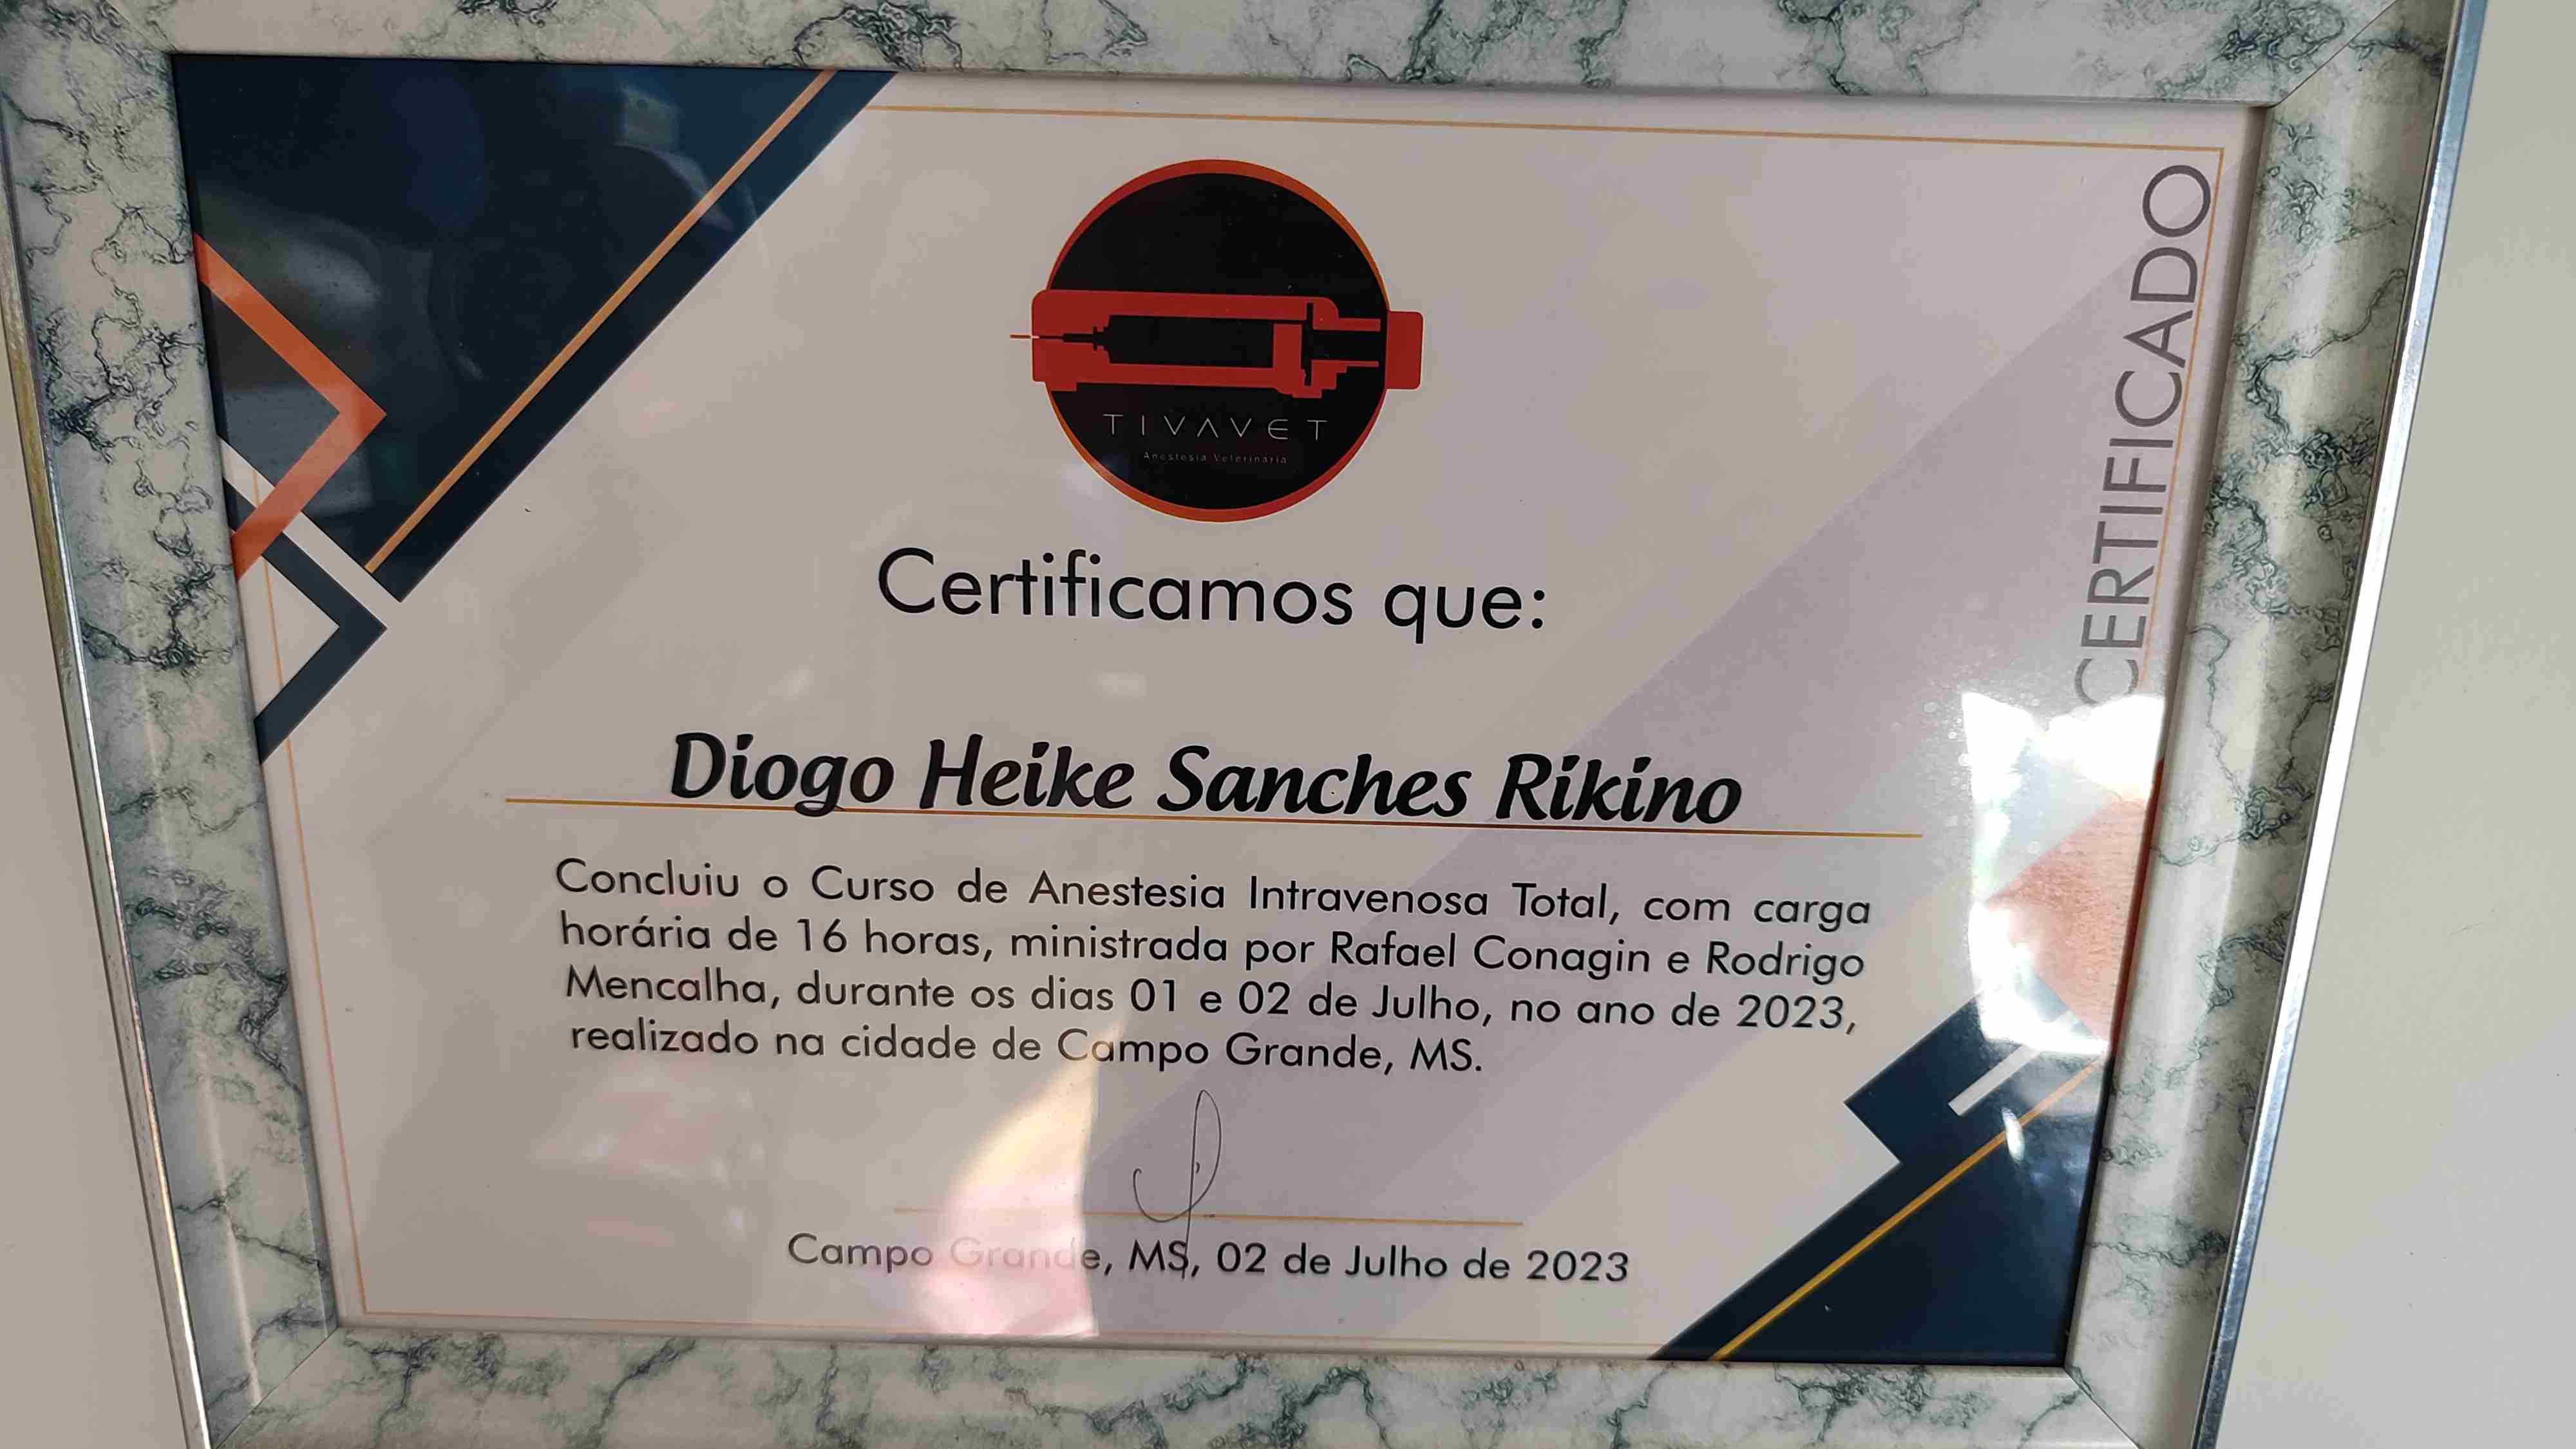 TIVAVET
Anestesia Veterinária
CERTIFICADO
Certificamos que:
Diogo Heike Sanches Rikino
Concluiu o Curso de Anestesia Intravenosa Total, com carga
horária de 16 horas, ministrada por Rafael Conagin e Rodrigo
Mencalha, durante os dias 01 e 02 de Julho, no ano de 2023,
realizado na cidade de Campo Grande, MS.
Campo Grande, MS, 02 de Julho de 2023